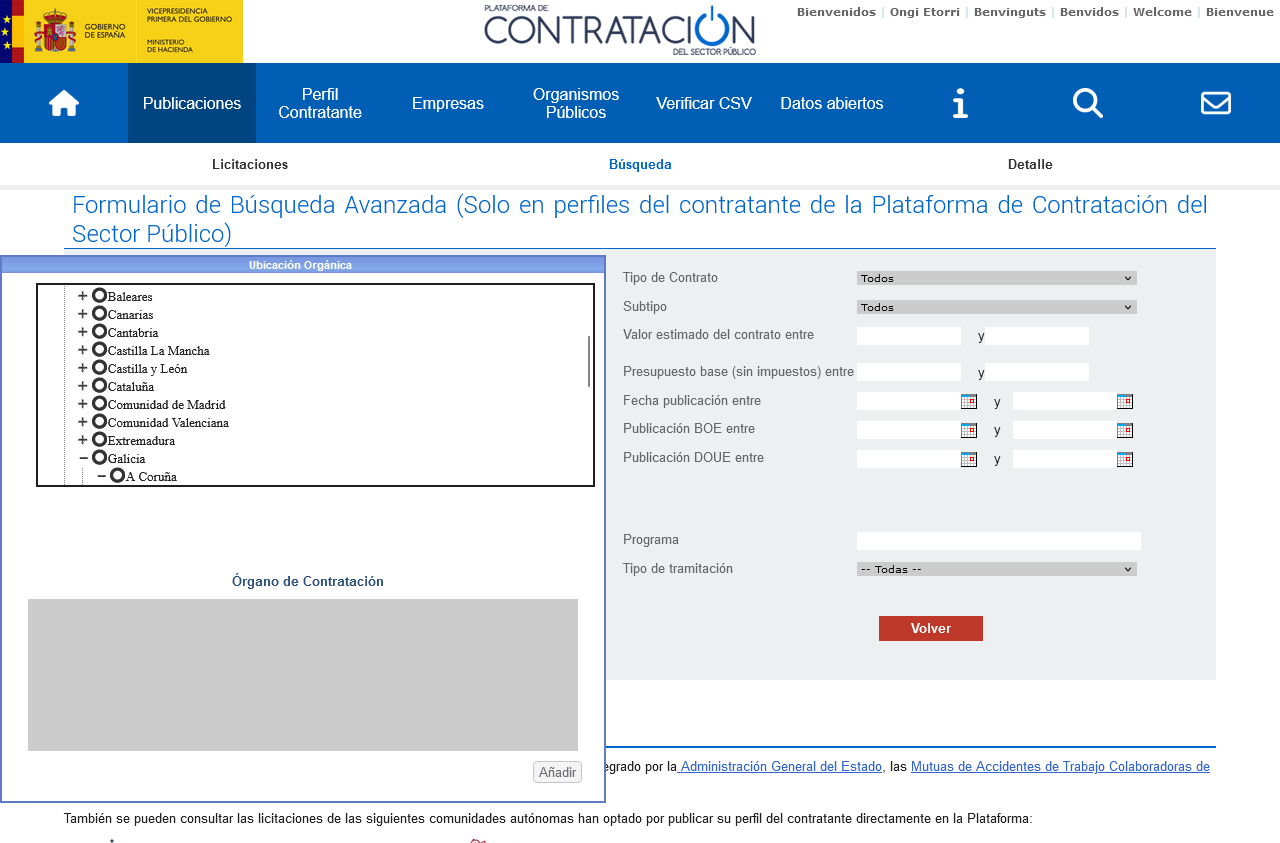 GOBIERNO
DE ESPAÑA
VICEPRESIDENCIA
PRIMERA DEL GOBIERNO
MINISTERIO
DE HACIENDA
PLATAFORMA DE
CONTRATACIÓN
DEL SECTOR PÚBLICO
Bienvenidos | Ongi Etorri | Benvinguts | Benvidos | Welcome | Bienvenue
Publicaciones
Perfil
Contratante
Empresas
Organismos
Públicos
Verificar CSV
Datos abiertos
Licitaciones
Búsqueda
Detalle
Formulario de Búsqueda Avanzada (Solo en perfiles del contratante de la Plataforma de Contratación del
Sector Público)
Ubicación Orgánica
Baleares
Canarias
Cantabria
Castilla La Mancha
Castilla y León
Cataluña
Comunidad de Madrid
Comunidad Valenciana
Extremadura
Galicia
A Coruña
Órgano de Contratación
Añadir
Tipo de Contrato
Todos
Subtipo
Todos
Valor estimado del contrato entre
y
Presupuesto base (sin impuestos) entre
y
Fecha publicación entre
y
Publicación BOE entre
y
Publicación DOUE entre
y
Programa
Tipo de tramitación
-- Todas --
Volver
egrado por la Administración General del Estado, las Mutuas de Accidentes de Trabajo Colaboradoras de
También se pueden consultar las licitaciones de las siguientes comunidades autónomas han optado por publicar su perfil del contratante directamente en la Plataforma: